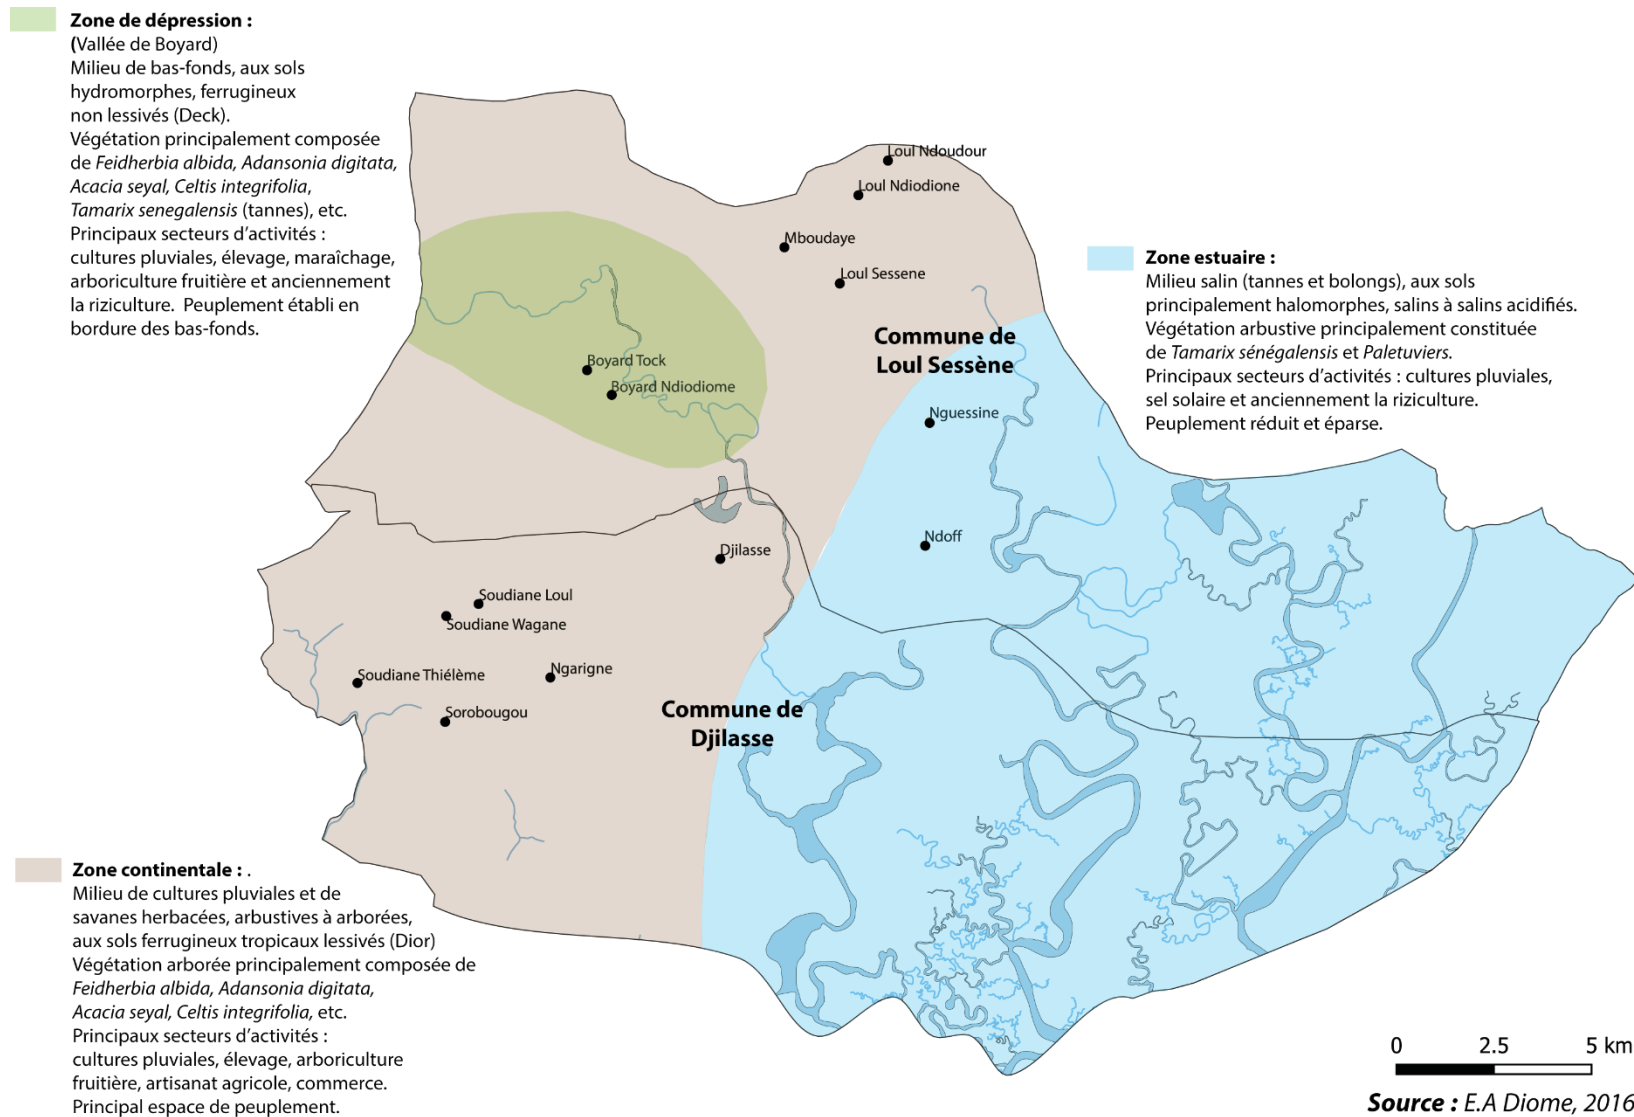 Zone de dépression :
(Vallée de Boyard)
Milieu de bas-fonds, aux sols
hydromorphes, ferrugineux
non lessivés (Deck).
Végétation principalement composée
de Feidherbia albida, Adansonia digitata,
Acacia seyal, Celtis integrifolia,
Tamarix senegalensis (tannes), etc.
Principaux secteurs d'activités :
cultures pluviales, élevage, maraîchage,
arboriculture fruitière et anciennement
la riziculture. Peuplement établi en
bordure des bas-fonds.
Loul Ndoudour
Loul Ndiodione
Mboudaye
Loul Sessene
Commune de
Loul Sessène
Boyard Tock
Boyard Ndiodiome
Nguessine
Ndoff
Zone estuaire :
Milieu salin (tannes et bolongs), aux sols
principalement halomorphes, salins à salins acidifiés.
Végétation arbustive principalement constituée
de Tamarix sénégalensis et Paletuviers.
Principaux secteurs d'activités : cultures pluviales,
sel solaire et anciennement la riziculture.
Peuplement réduit et éparse.
Djilasse
Soudiane Loul
Soudiane Wagane
Soudiane Thiélème
Ngarigne
Sorobougou
Commune de
Djilasse
Zone continentale : .
Milieu de cultures pluviales et de
savanes herbacées, arbustives à arborées,
aux sols ferrugineux tropicaux lessivés (Dior)
Végétation arborée principalement composée de
Feidherbia albida, Adansonia digitata,
Acacia seyal, Celtis integrifolia, etc.
Principaux secteurs d'activités :
cultures pluviales, élevage, arboriculture
fruitière, artisanat agricole, commerce.
Principal espace de peuplement.
0 2.5 5 km
Source : E.A Diome, 2016